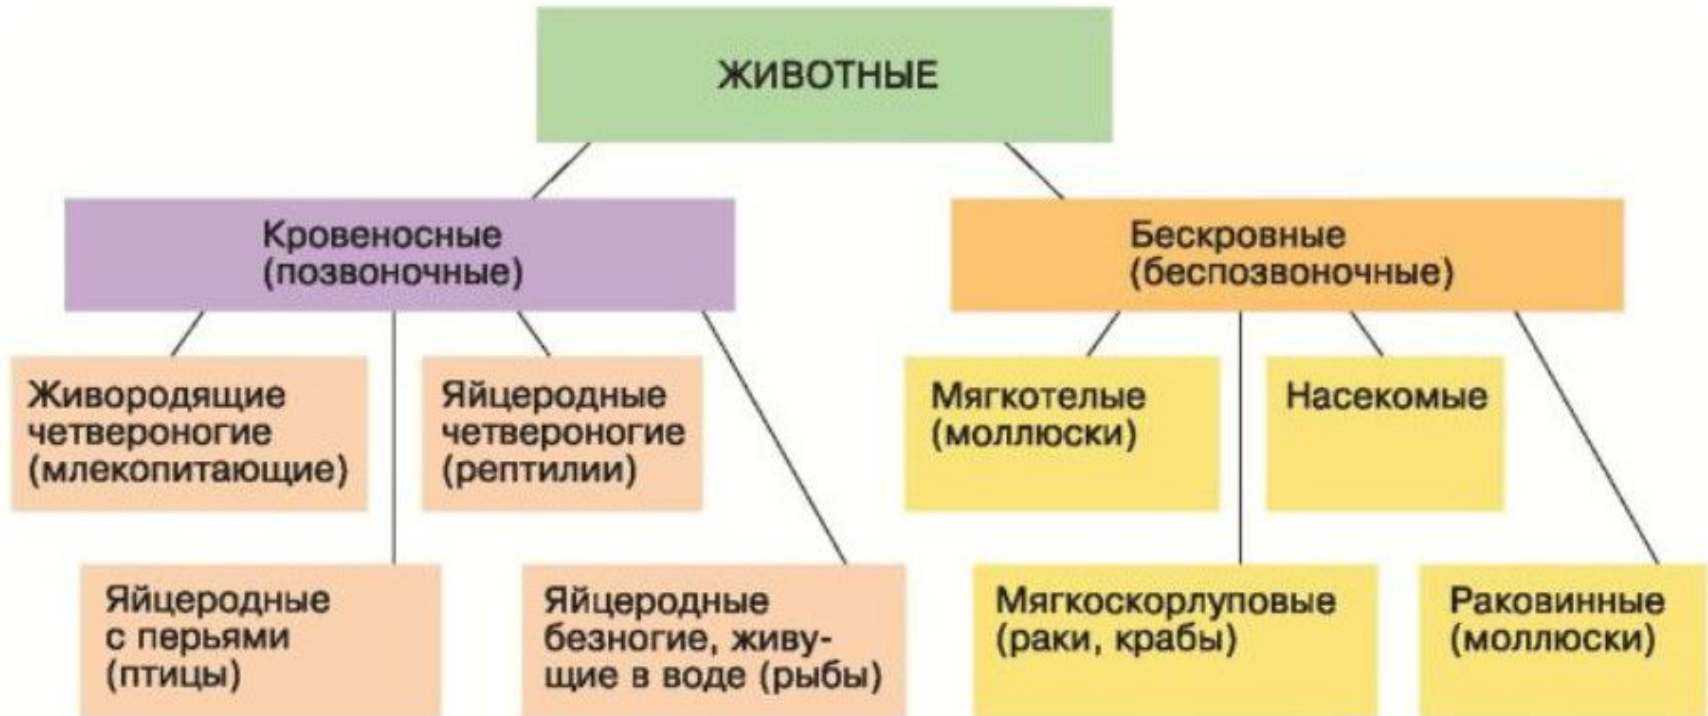 ЖИВОТНЫЕ
Кровеносные
(позвоночные)
Бескровные
(беспозвоночные)
Живородящие
четвероногие
(млекопитающие)
Яйцеродные
четвероногие
(рептилии)
Мягкотелые
(моллюски)
Насекомые
Яйцеродные
с перьями
(птицы)
Яйцеродные
безногие, живу-
щие в воде (рыбы)
Мягкоскорлуповые
(раки, крабы)
Раковинные
(моллюски)